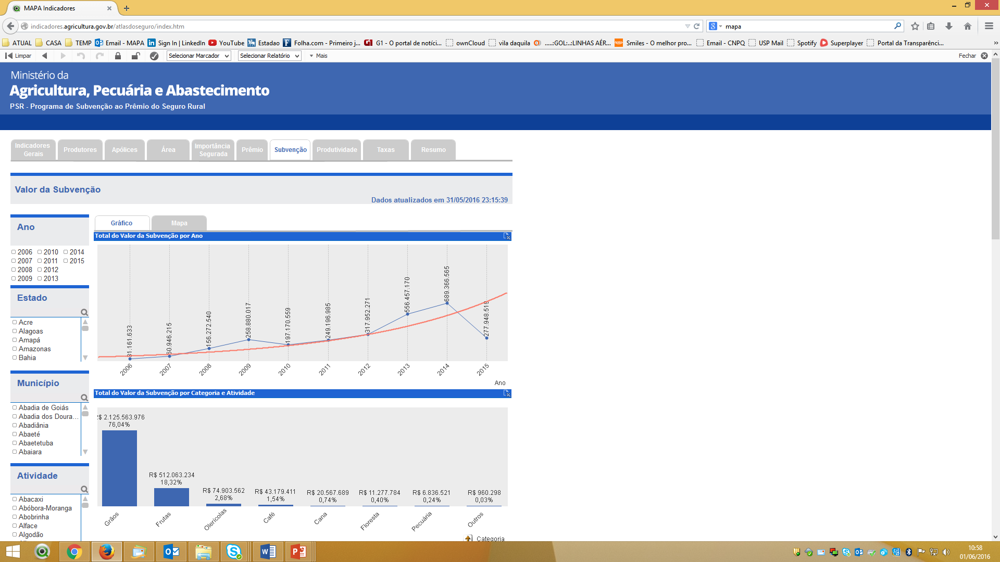 MAPA Indicadores
indicadores.agricultura.gov.br/atlasdoseguro/index.htm
mapa
ATUAL CASA TEMP Email - MAPA Sign In | LinkedIn YouTube Estadao Folha.com - Primeiro j... G1 - O portal de notíci... ownCloud vila daquila .....:GOL:..:LINHAS AÉR... Smiles - O melhor pro... Email - CNPQ USP Mail Spotify Superplayer Portal da Transparênci...
Limpar Selecionar Marcador Selecionar Relatório Mais Fechar
Ministério da
Agricultura, Pecuária e Abastecimento
PSR - Programa de Subvenção ao Prêmio do Seguro Rural
Indicadores Gerais Produtores Apólices Área Importância Segurada Prêmio Subvenção Produtividade Taxas Resumo
Valor da Subvenção
Dados atualizados em 31/05/2016 23:15:39
Ano
2006 2010 2014
2007 2011 2015
2008 2012
2009 2013
Estado
Acre
Alagoas
Amapá
Amazonas
Bahia
Município
Abadia de Goiás
Abadia dos Doura...
Abadiânia
Abaeté
Abaetetuba
Abaiara
Atividade
Abacaxi
Abóbora-Moranga
Abobrinha
Alface
Algodão
Gráfico Mapa
Total do Valor da Subvenção por Ano
31.161.633 60.946.215 156.272.540 258.880.017 197.170.559 249.196.985 317.952.271 556.457.170 689.366.565 277.948.519
2006 2007 2008 2009 2010 2011 2012 2013 2014 2015
Ano
Total do Valor da Subvenção por Categoria e Atividade
R$ 2.125.563.976 R$ 512.063.234 R$ 74.903.562 R$ 43.179.411 R$ 20.567.689 R$ 11.277.784 R$ 6.836.521 R$ 960.298
76,04% 18,32% 2,68% 1,54% 0,74% 0,40% 0,24% 0,03%
Grãos Frutas Olerícolas Café Cana Floresta Pecuária Outros
Categoria
10:58
01/06/2016